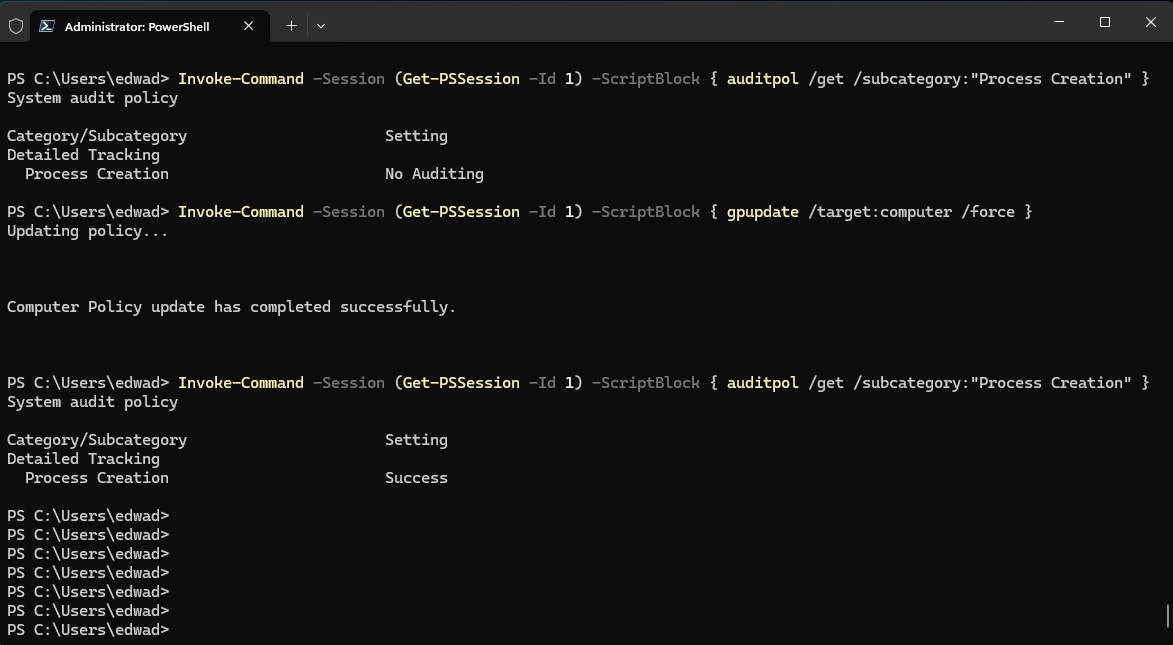 Administrator: PowerShell
PS C:\Users\edwad> Invoke-Command -Session (Get-PSSession -Id 1) -ScriptBlock { auditpol /get /subcategory:"Process Creation" }
System audit policy
Category/Subcategory                      Setting
Detailed Tracking
  Process Creation                        No Auditing
PS C:\Users\edwad> Invoke-Command -Session (Get-PSSession -Id 1) -ScriptBlock { gpupdate /target:computer /force }
Updating policy...
Computer Policy update has completed successfully.
PS C:\Users\edwad> Invoke-Command -Session (Get-PSSession -Id 1) -ScriptBlock { auditpol /get /subcategory:"Process Creation" }
System audit policy
Category/Subcategory                      Setting
Detailed Tracking
  Process Creation                        Success
PS C:\Users\edwad>
PS C:\Users\edwad>
PS C:\Users\edwad>
PS C:\Users\edwad>
PS C:\Users\edwad>
PS C:\Users\edwad>
PS C:\Users\edwad>